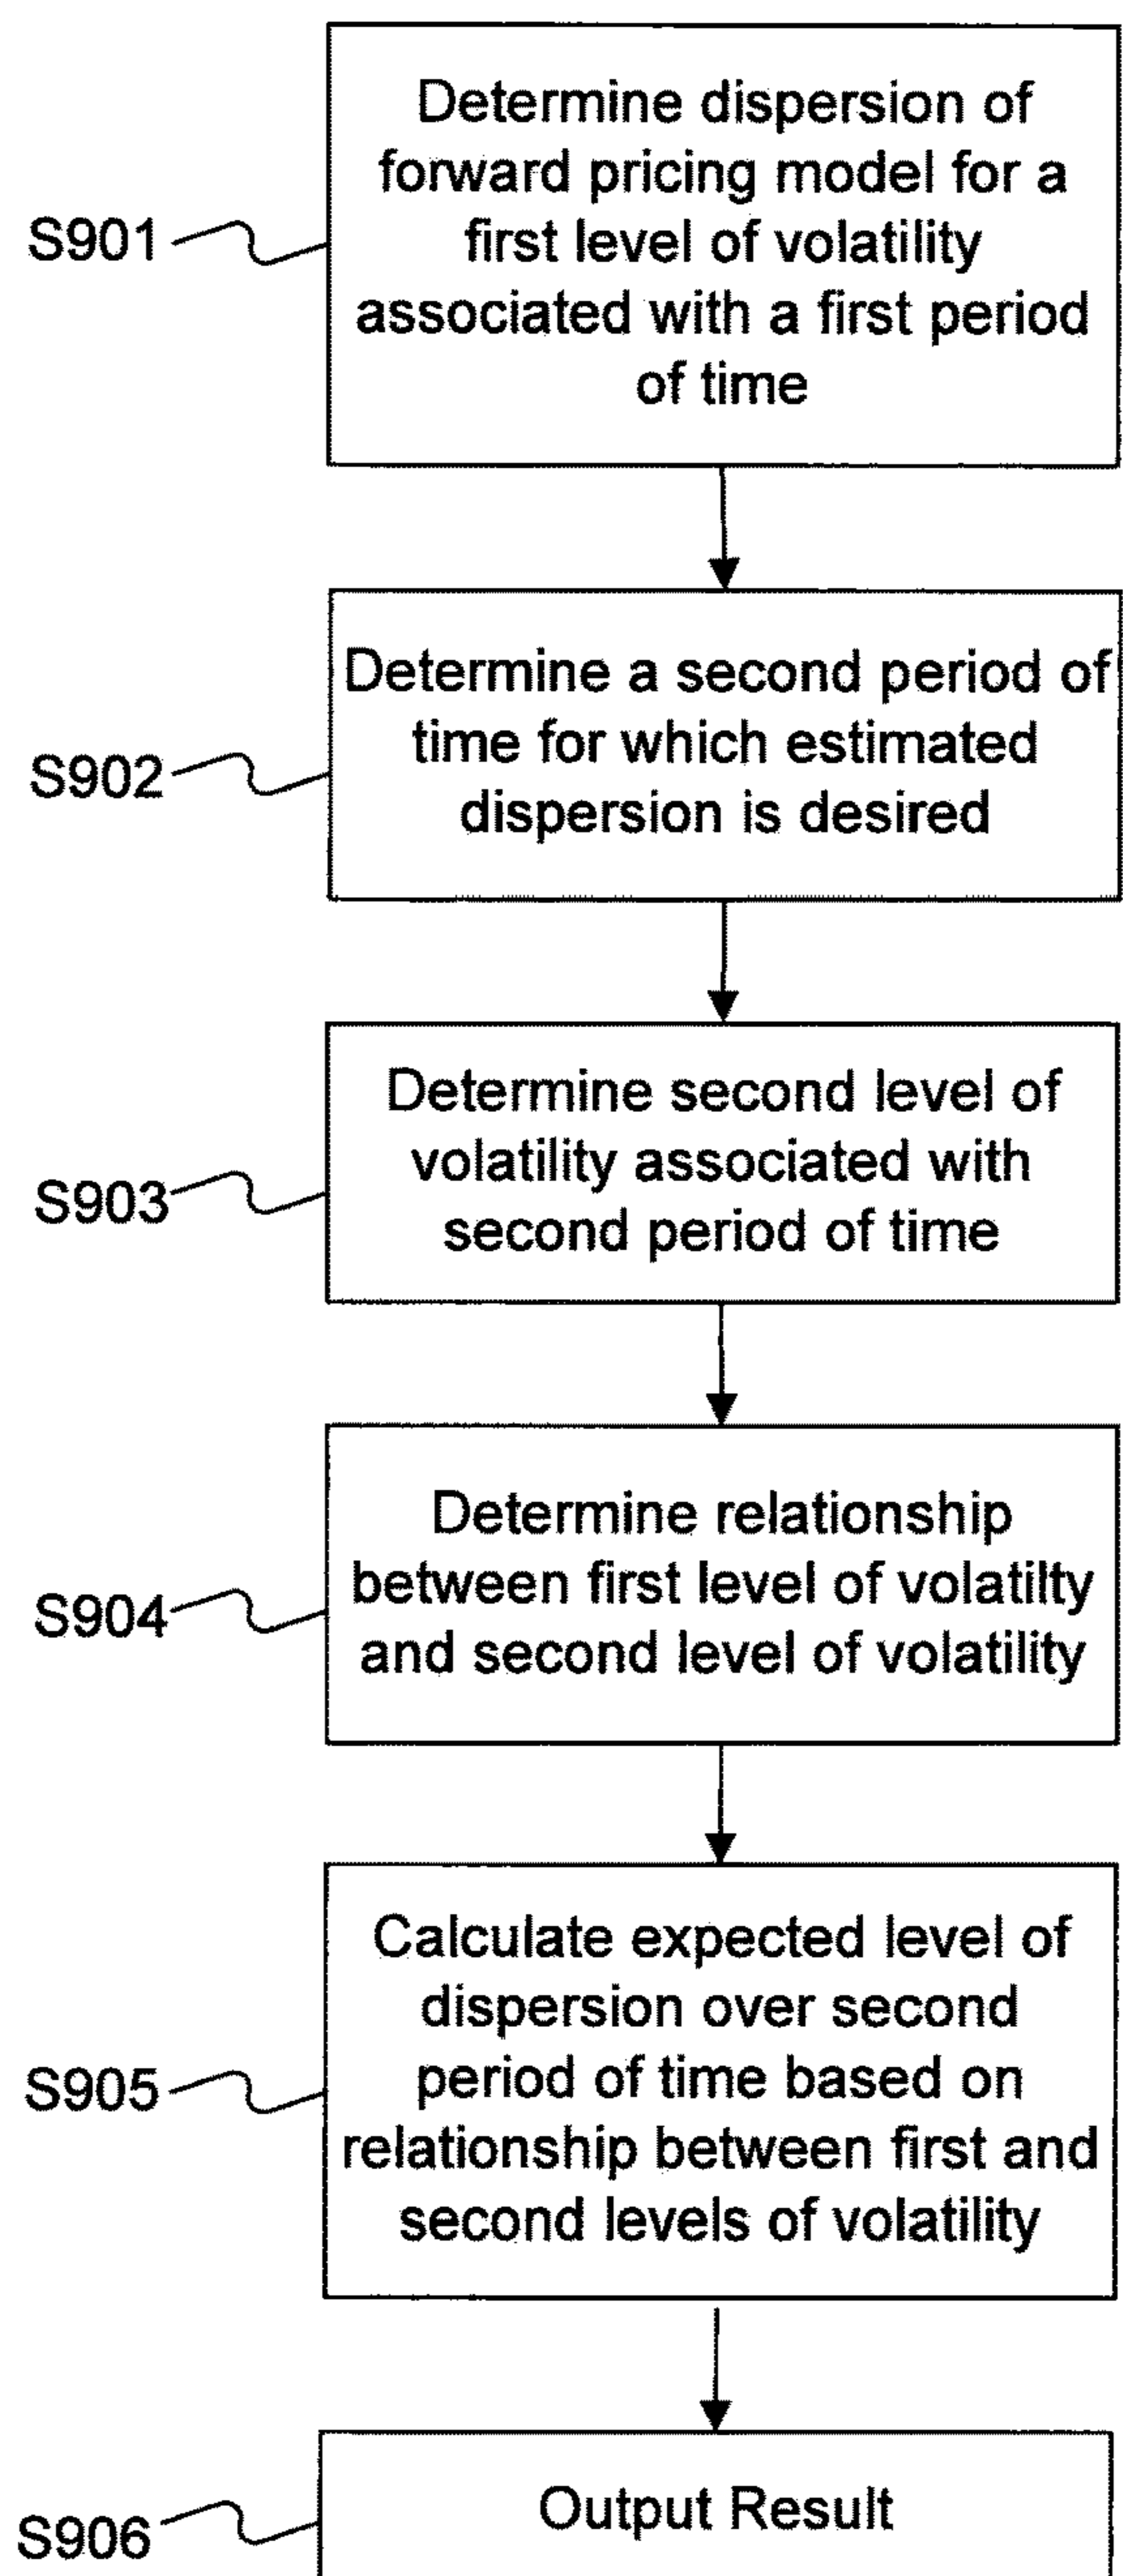 Determine dispersion of
forward pricing model for a
first level of volatility
associated with a first period
of time
S901
Determine a second period of
time for which estimated
dispersion is desired
S902
Determine second level of
volatility associated with
second period of time
S903
Determine relationship
between first level of volatilty
and second level of volatility
S904
Calculate expected level of
dispersion over second
period of time based on
relationship between first and
second levels of volatility
S905
Output Result
S906